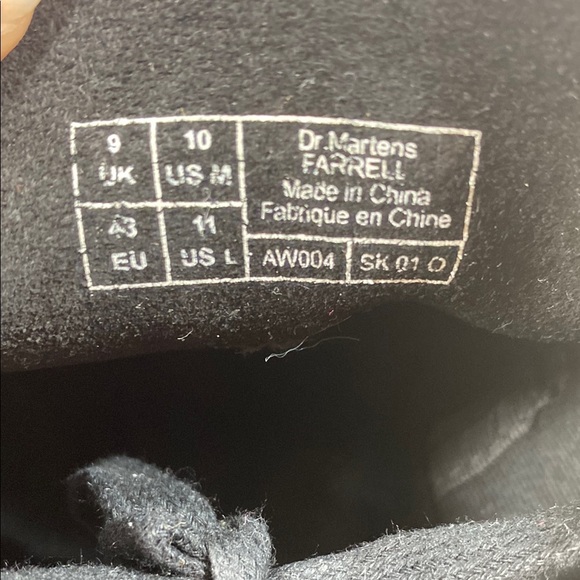 9
UK
10
US M
Dr.Martens
FARRELL
Made in China
Fabriqué en Chine
43
EU
11
US L
AW004
SK 01 O